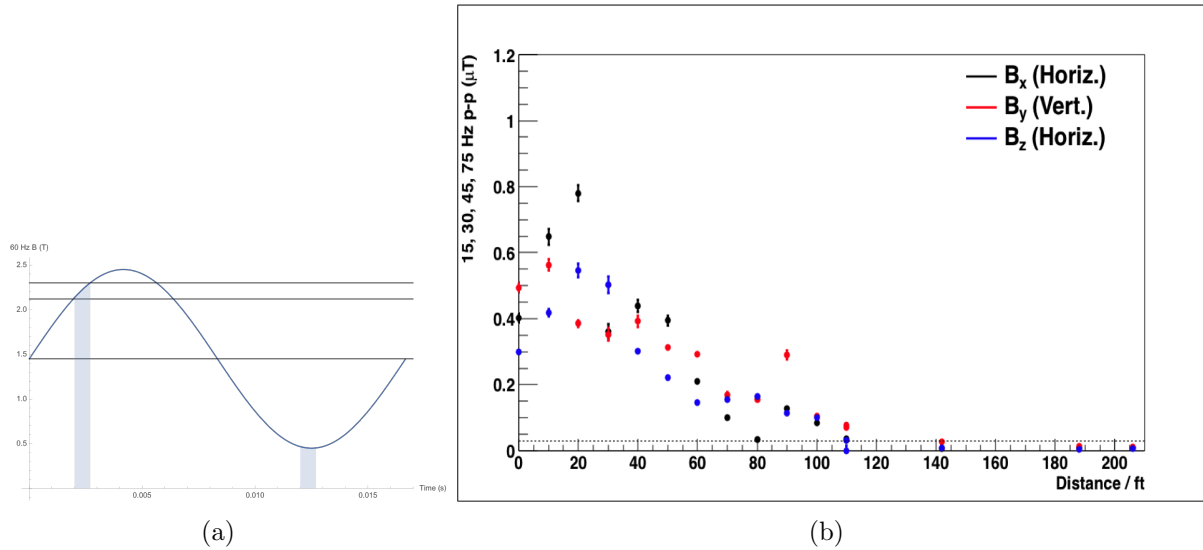 60 Hz B (T)
2.5
2.0
1.5
1.0
0.5
0.005
0.010
0.015
Time (s)
(a)
15, 30, 45, 75 Hz p-p (μT)
1.2
1
0.8
0.6
0.4
0.2
0
Bx (Horiz.)
By (Vert.)
Bz (Horiz.)
0 20 40 60 80 100 120 140 160 180 200
Distance / ft
(b)